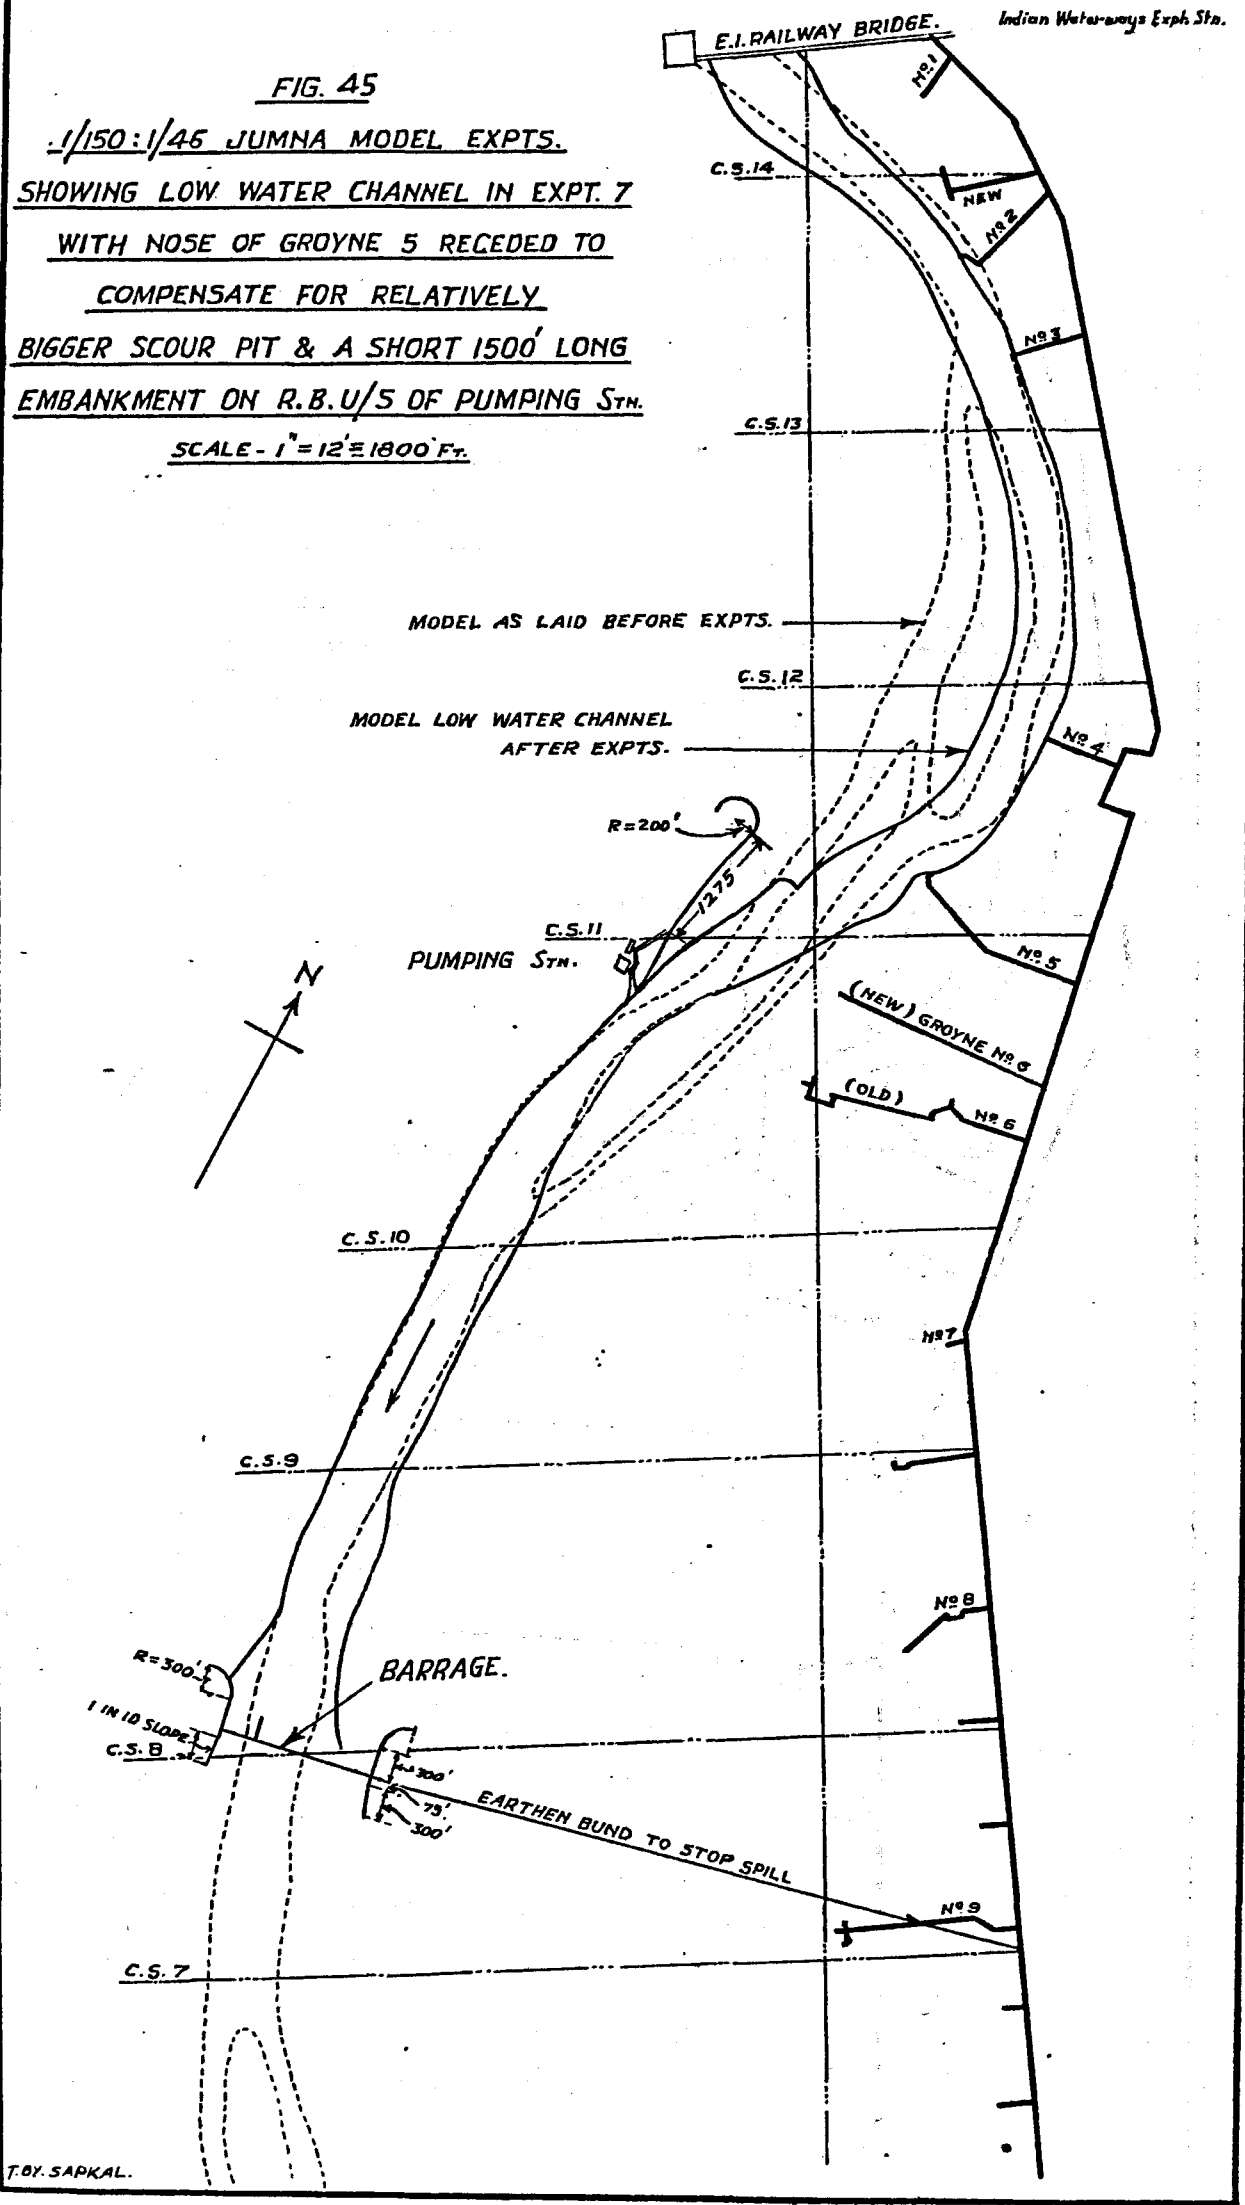 Indian Water-ways Expt. Stn.
E.I. RAILWAY BRIDGE.
FIG. 45
1/150 : 1/46 JUMNA MODEL EXPTS.
SHOWING LOW WATER CHANNEL IN EXPT. 7
WITH NOSE OF GROYNE 5 RECEDED TO
COMPENSATE FOR RELATIVELY
BIGGER SCOUR PIT & A SHORT 1500' LONG
EMBANKMENT ON R.B. U/S OF PUMPING STN.
SCALE - 1" = 12' ≡ 1800 FT.
Nº 1
C.S. 14
NEW
Nº 2
Nº 3
C.S. 13
MODEL AS LAID BEFORE EXPTS.
C.S. 12
MODEL LOW WATER CHANNEL
AFTER EXPTS.
Nº 4
R=200'
1275
C.S. 11
PUMPING STN.
Nº 5
N
(NEW) GROYNE Nº 6
(OLD)
Nº 6
C.S. 10
Nº 7
C.S. 9
Nº 8
R=300'
BARRAGE.
1 IN 10 SLOPE
C.S. 8
300'
75'
300'
EARTHEN BUND TO STOP SPILL
Nº 9
C.S. 7
T. BY. SAPKAL.